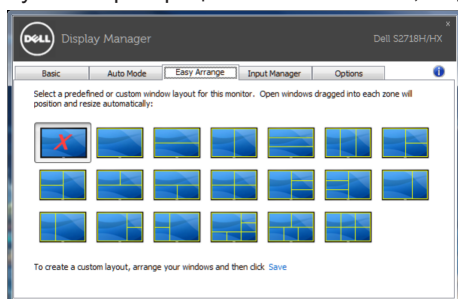 DELL Display Manager Dell S2718H/HX
Basic Auto Mode Easy Arrange Input Manager Options
Select a predefined or custom window layout for this monitor. Open windows dragged into each zone will
position and resize automatically:
To create a custom layout, arrange your windows and then click Save